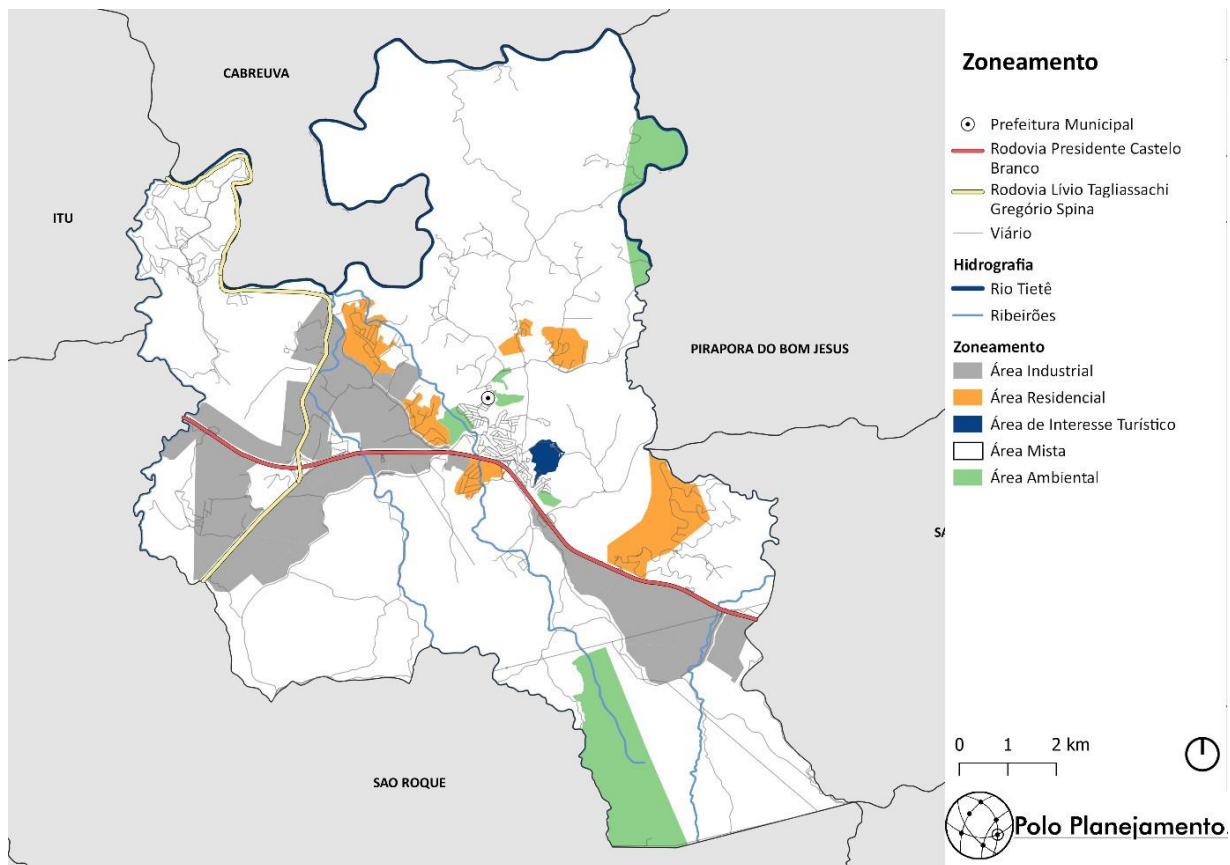 CABREUVA
ITU
PIRAPORA DO BOM JESUS
SAO ROQUE
Zoneamento
Prefeitura Municipal
Rodovia Presidente Castelo
Branco
Rodovia Lívio Tagliassachi
Gregório Spina
Viário
Hidrografia
Rio Tietê
Ribeirões
Zoneamento
Área Industrial
Área Residencial
Área de Interesse Turístico
Área Mista
Área Ambiental
0 1 2 km
Polo Planejamento.